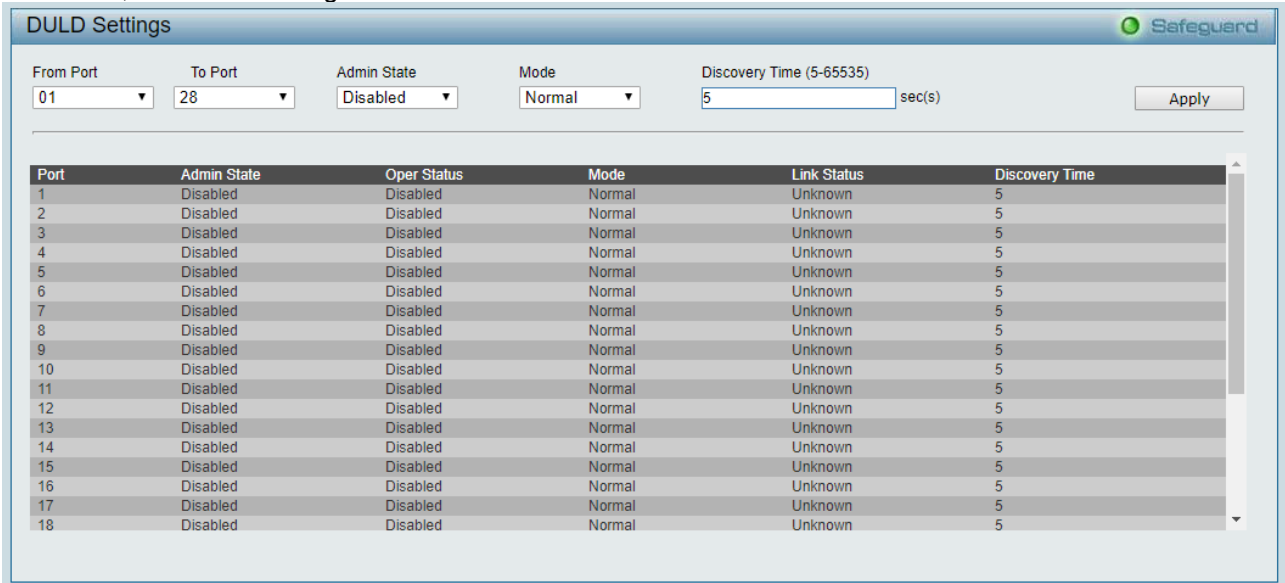 DULD Settings
Safeguard
From Port To Port Admin State Mode Discovery Time (5-65535)
01 28 Disabled Normal 5 sec(s) Apply
Port Admin State Oper Status Mode Link Status Discovery Time
1 Disabled Disabled Normal Unknown 5
2 Disabled Disabled Normal Unknown 5
3 Disabled Disabled Normal Unknown 5
4 Disabled Disabled Normal Unknown 5
5 Disabled Disabled Normal Unknown 5
6 Disabled Disabled Normal Unknown 5
7 Disabled Disabled Normal Unknown 5
8 Disabled Disabled Normal Unknown 5
9 Disabled Disabled Normal Unknown 5
10 Disabled Disabled Normal Unknown 5
11 Disabled Disabled Normal Unknown 5
12 Disabled Disabled Normal Unknown 5
13 Disabled Disabled Normal Unknown 5
14 Disabled Disabled Normal Unknown 5
15 Disabled Disabled Normal Unknown 5
16 Disabled Disabled Normal Unknown 5
17 Disabled Disabled Normal Unknown 5
18 Disabled Disabled Normal Unknown 5